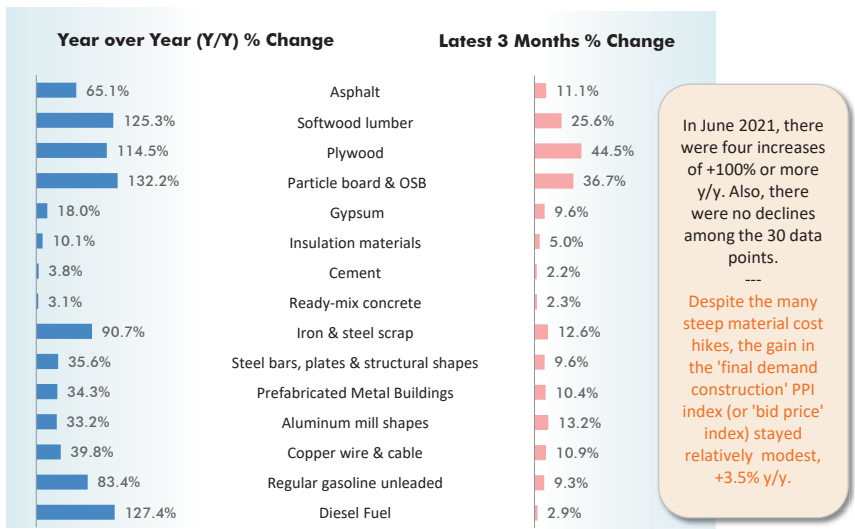 Year over Year (Y/Y) % Change
Latest 3 Months % Change
65.1% Asphalt 11.1%
125.3% Softwood lumber 25.6%
114.5% Plywood 44.5%
132.2% Particle board & OSB 36.7%
18.0% Gypsum 9.6%
10.1% Insulation materials 5.0%
3.8% Cement 2.2%
3.1% Ready-mix concrete 2.3%
90.7% Iron & steel scrap 12.6%
35.6% Steel bars, plates & structural shapes 9.6%
34.3% Prefabricated Metal Buildings 10.4%
33.2% Aluminum mill shapes 13.2%
39.8% Copper wire & cable 10.9%
83.4% Regular gasoline unleaded 9.3%
127.4% Diesel Fuel 2.9%
In June 2021, there
were four increases
of +100% or more
y/y. Also, there
were no declines
among the 30 data
points.
---
Despite the many
steep material cost
hikes, the gain in
the 'final demand
construction' PPI
index (or 'bid price'
index) stayed
relatively modest,
+3.5% y/y.